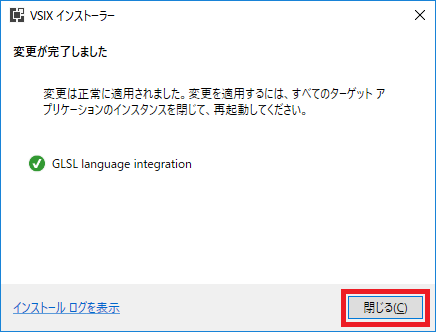 VSIX インストーラー
変更が完了しました
変更は正常に適用されました。変更を適用するには、すべてのターゲット ア
プリケーションのインスタンスを閉じて、再起動してください。
GLSL language integration
インストール ログを表示
閉じる(C)